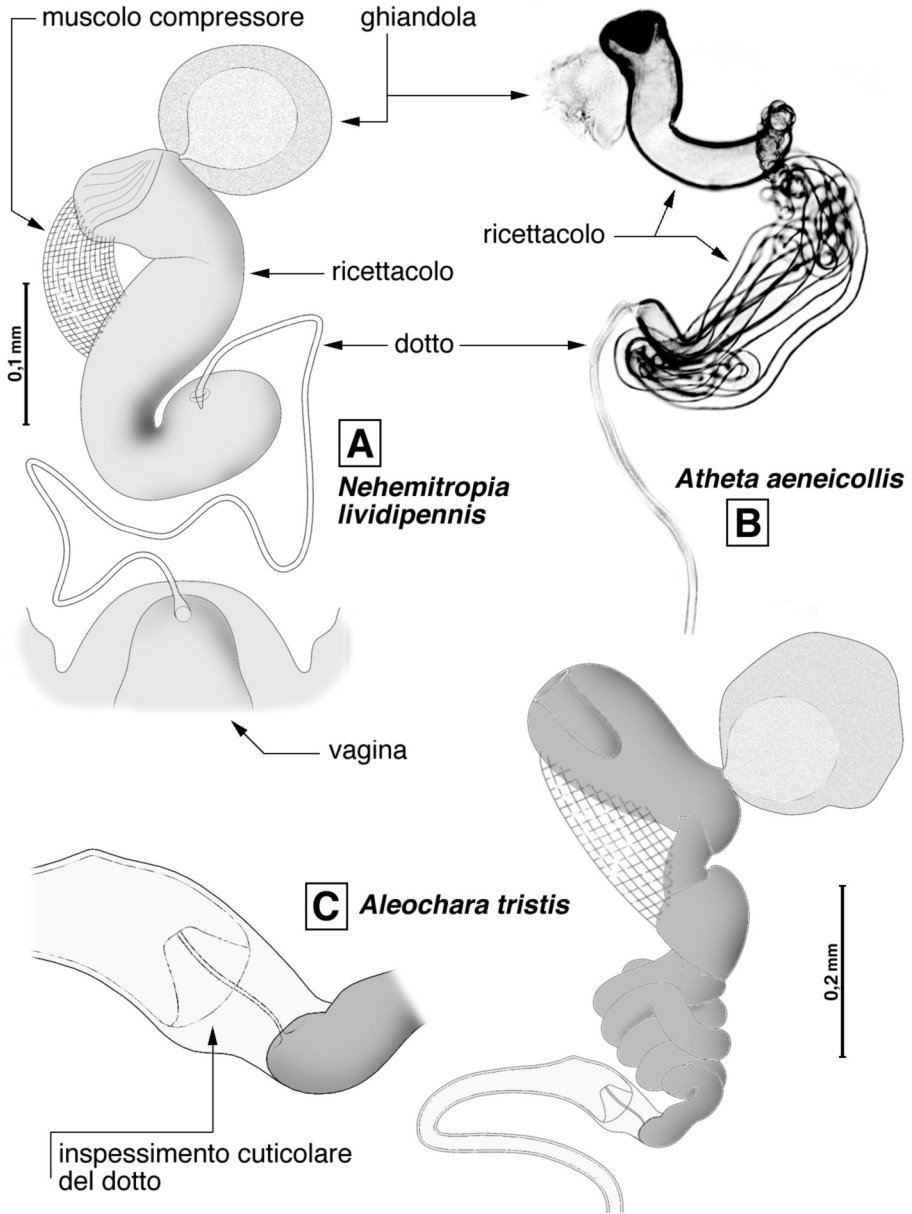 muscolo compressore
ghiandola
ricettacolo
ricettacolo
0,1 mm
dotto
A
Nehemitropia
lividipennis
Atheta aeneicollis
B
vagina
C
Aleochara tristis
0,2 mm
inspessimento cuticolare
del dotto